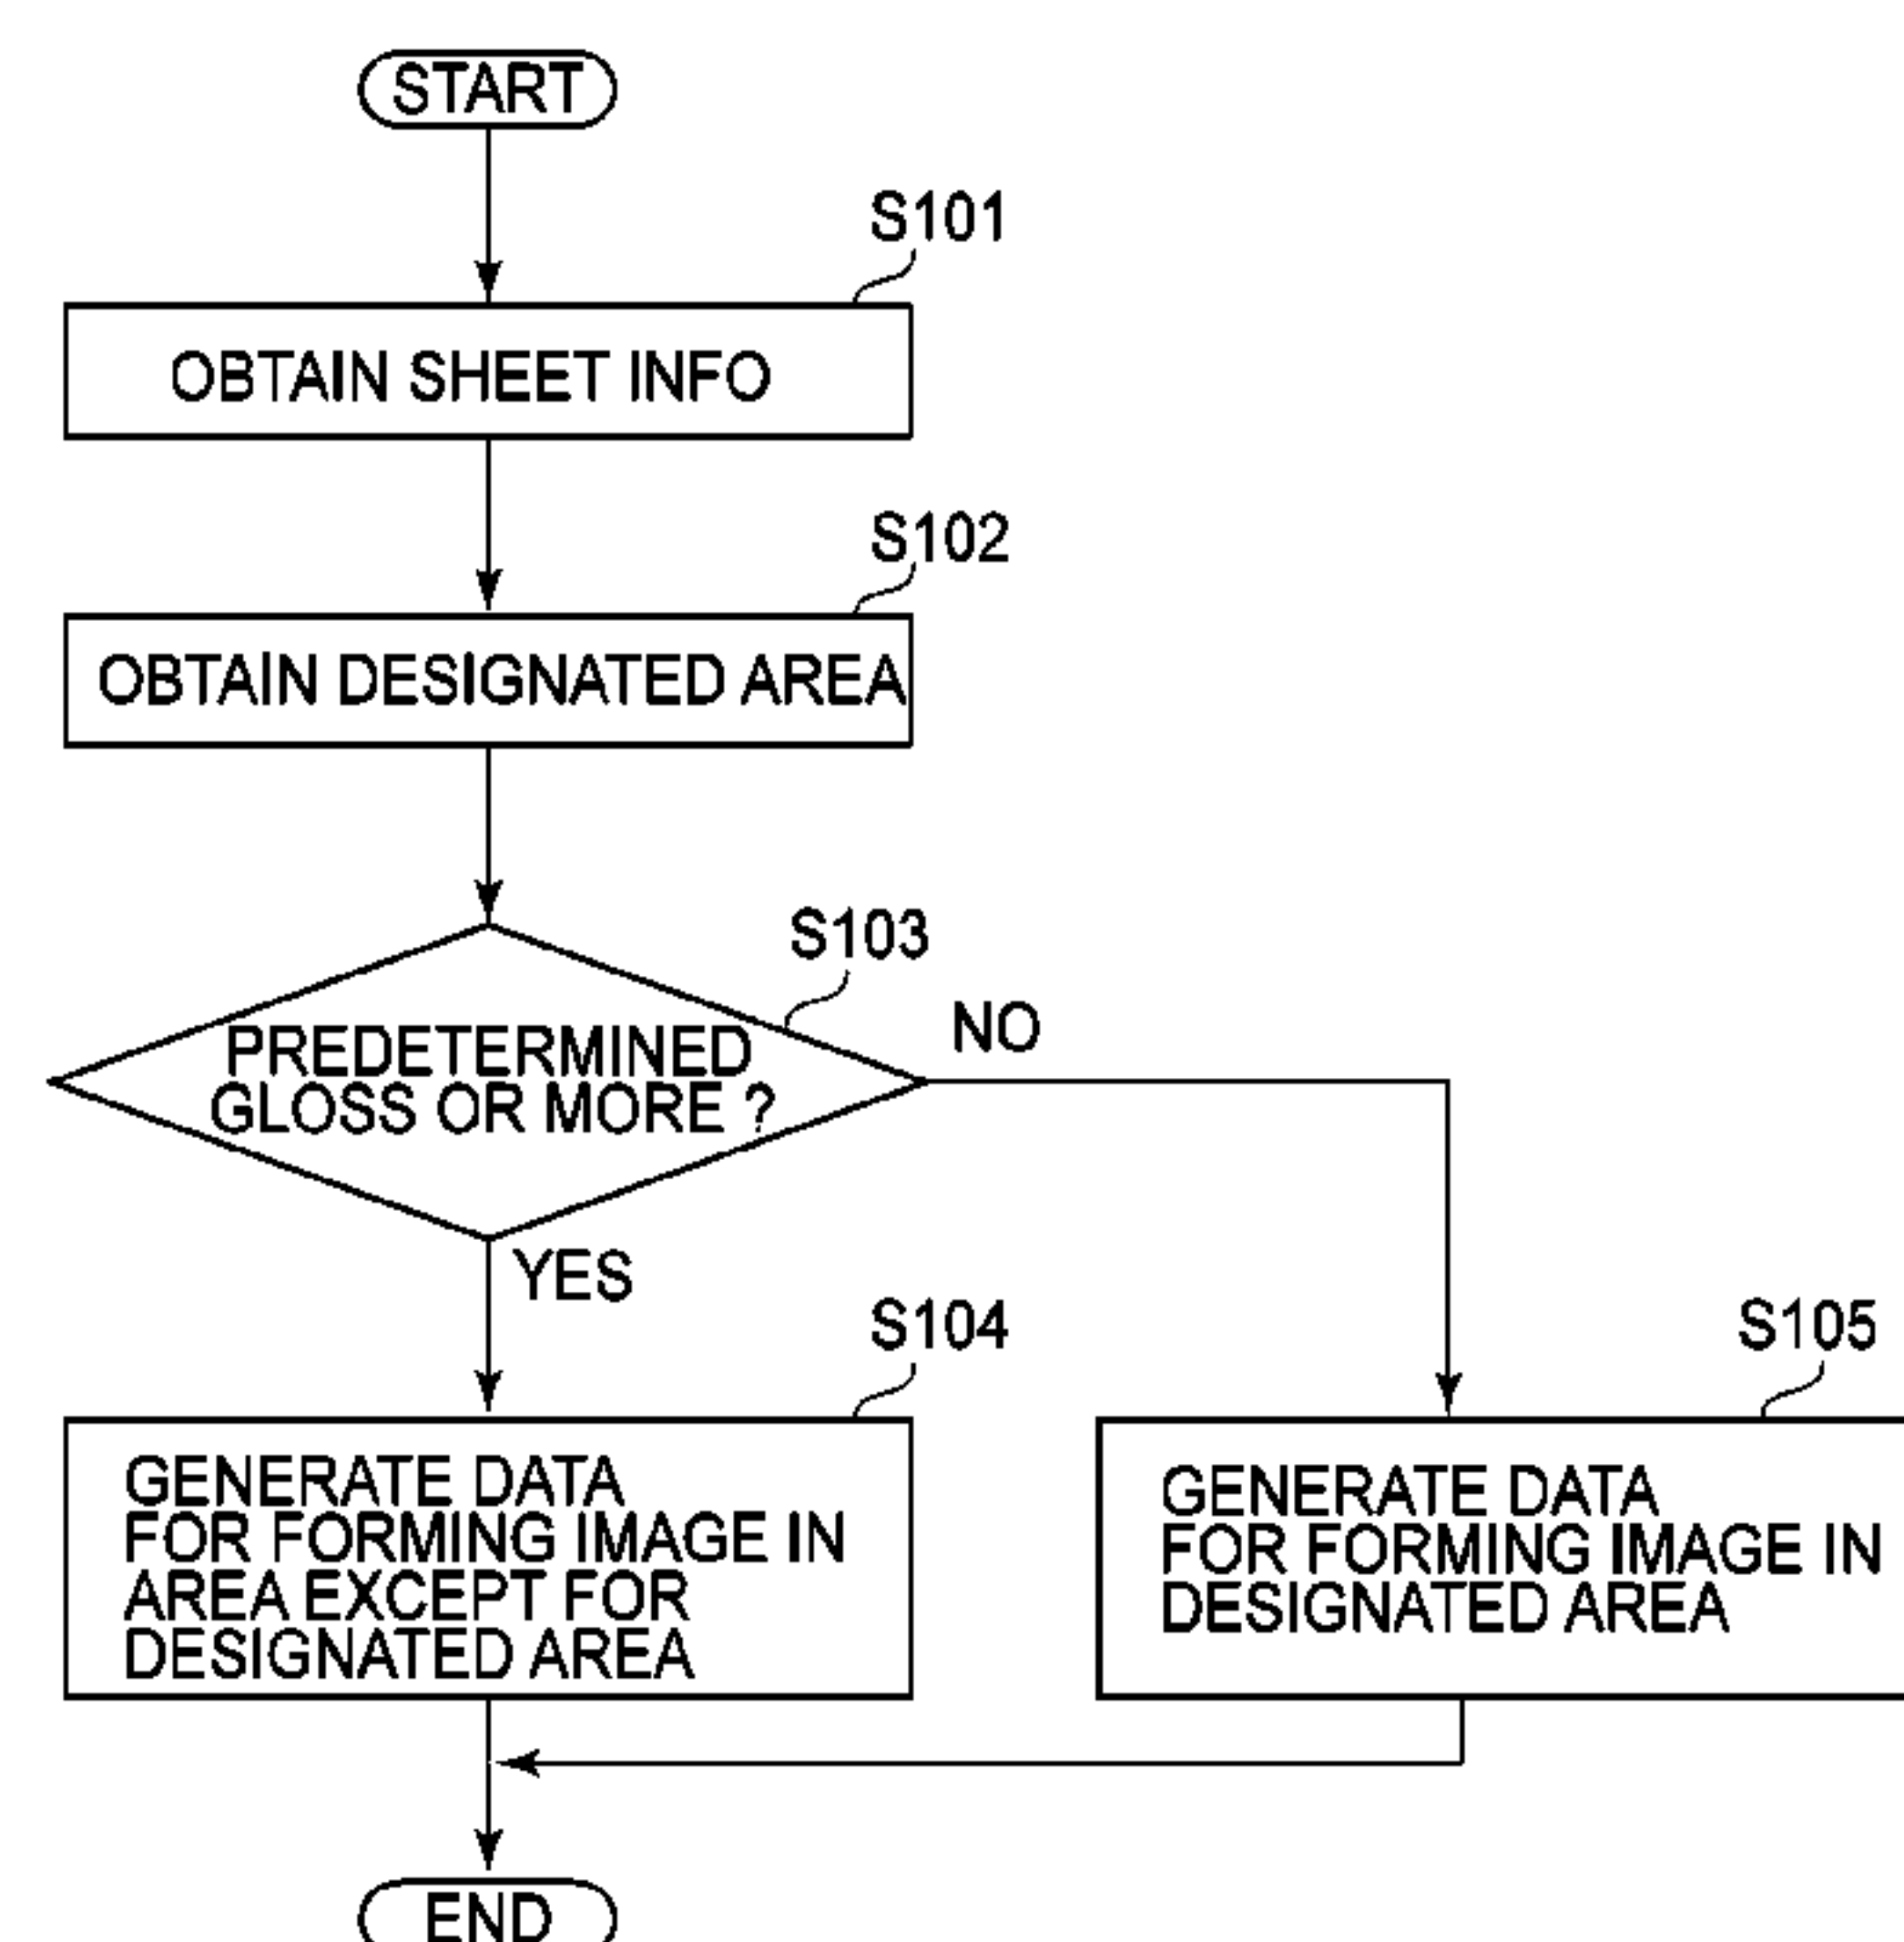 START
S101
OBTAIN SHEET INFO
S102
OBTAIN DESIGNATED AREA
S103
PREDETERMINED
GLOSS OR MORE ?
NO
YES
S104
GENERATE DATA
FOR FORMING IMAGE IN
AREA EXCEPT FOR
DESIGNATED AREA
S105
GENERATE DATA
FOR FORMING IMAGE IN
DESIGNATED AREA
END